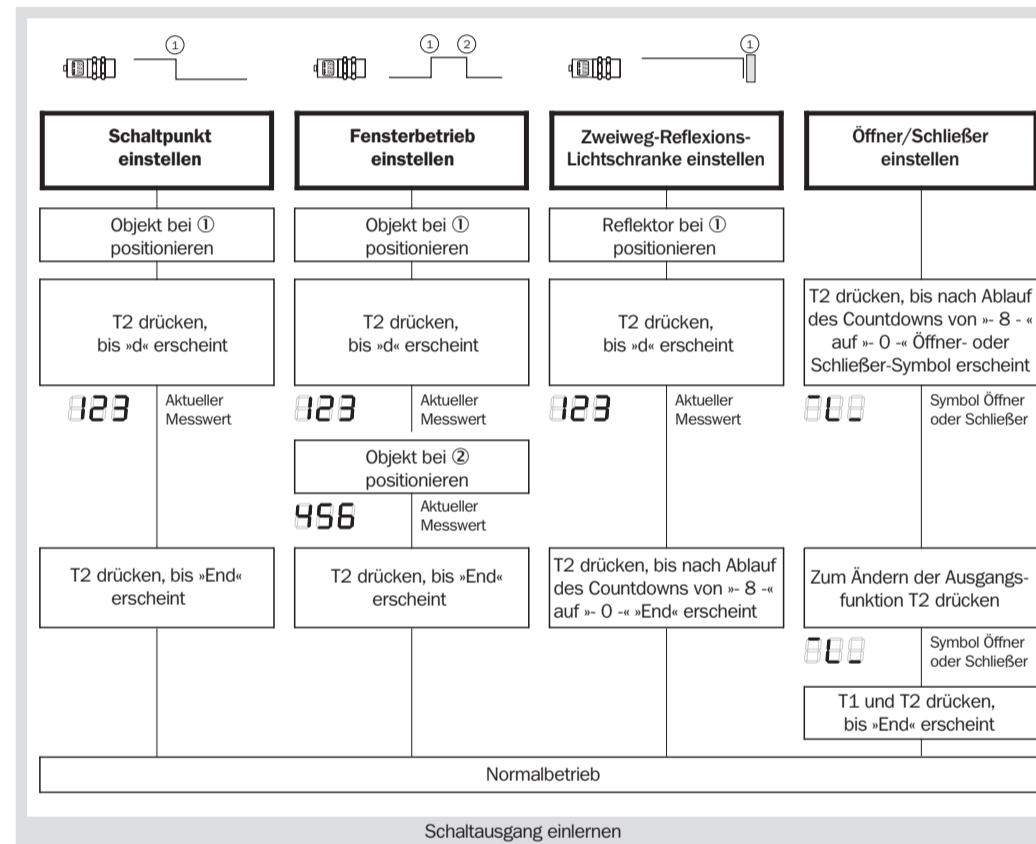 ①
① ②
①
Schaltpunkt
einstellen
Fensterbetrieb
einstellen
Zweiweg-Reflexions-
Lichtschranke einstellen
Öffner/Schließer
einstellen
Objekt bei ①
positionieren
Objekt bei ①
positionieren
Reflektor bei ①
positionieren
T2 drücken,
bis »d« erscheint
T2 drücken,
bis »d« erscheint
T2 drücken,
bis »d« erscheint
T2 drücken, bis nach Ablauf
des Countdowns von »- 8 - «
auf »- 0 -« Öffner- oder
Schließer-Symbol erscheint
123
Aktueller
Messwert
123
Aktueller
Messwert
123
Aktueller
Messwert
Symbol Öffner
oder Schließer
Objekt bei ②
positionieren
456
Aktueller
Messwert
T2 drücken, bis »End«
erscheint
T2 drücken, bis »End«
erscheint
T2 drücken, bis nach Ablauf
des Countdowns von »- 8 -«
auf »- 0 -« »End« erscheint
Zum Ändern der Ausgangs-
funktion T2 drücken
Symbol Öffner
oder Schließer
T1 und T2 drücken,
bis »End« erscheint
Normalbetrieb
Schaltausgang einlernen